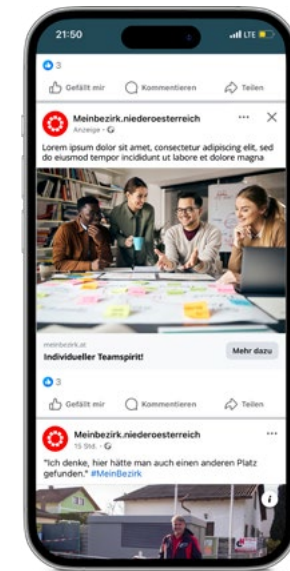 21:50
LTE
3
Gefällt mir
Kommentieren
Teilen
Meinbezirk.niederoesterreich
Anzeige ·
Lorem ipsum dolor sit amet, consectetur adipiscing elit, sed
do eiusmod tempor incididunt ut labore et dolore magna
meinbezirk.at
Individueller Teamspirit!
Mehr dazu
3
Gefällt mir
Kommentieren
Teilen
Meinbezirk.niederoesterreich
15 Std. ·
"Ich denke, hier hätte man auch einen anderen Platz
gefunden." #MeinBezirk